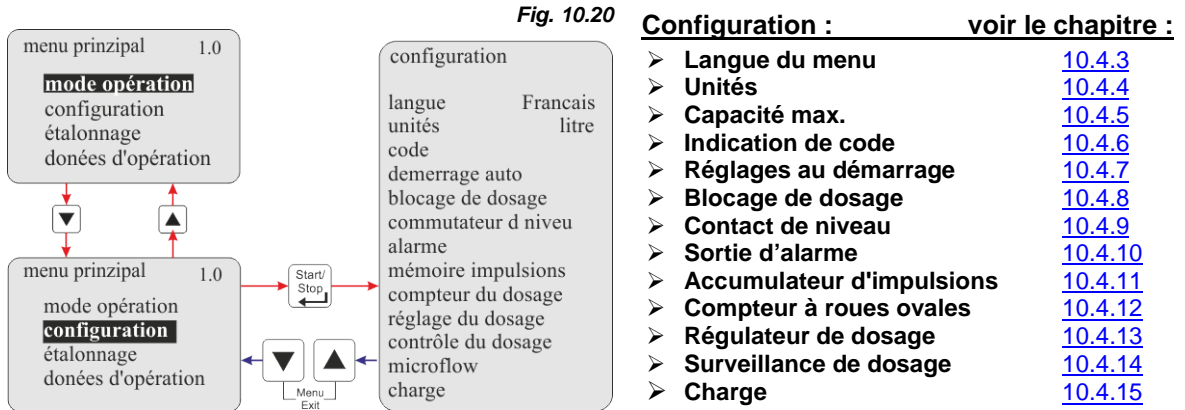 Fig. 10.20
menu prinzipal 1.0
mode opération
configuration
étalonnage
donées d'opération
▼ ▲
menu prinzipal 1.0
mode opération
configuration
étalonnage
donées d'opération
Start/
Stop
▼ ▲
Menu
Exit
configuration
langue Francais
unités litre
code
demerrage auto
blocage de dosage
commutateur d niveu
alarme
mémoire impulsions
compteur du dosage
réglage du dosage
contrôle du dosage
microflow
charge
Configuration : voir le chapitre :
➢ Langue du menu 10.4.3
➢ Unités 10.4.4
➢ Capacité max. 10.4.5
➢ Indication de code 10.4.6
➢ Réglages au démarrage 10.4.7
➢ Blocage de dosage 10.4.8
➢ Contact de niveau 10.4.9
➢ Sortie d’alarme 10.4.10
➢ Accumulateur d'impulsions 10.4.11
➢ Compteur à roues ovales 10.4.12
➢ Régulateur de dosage 10.4.13
➢ Surveillance de dosage 10.4.14
➢ Charge 10.4.15